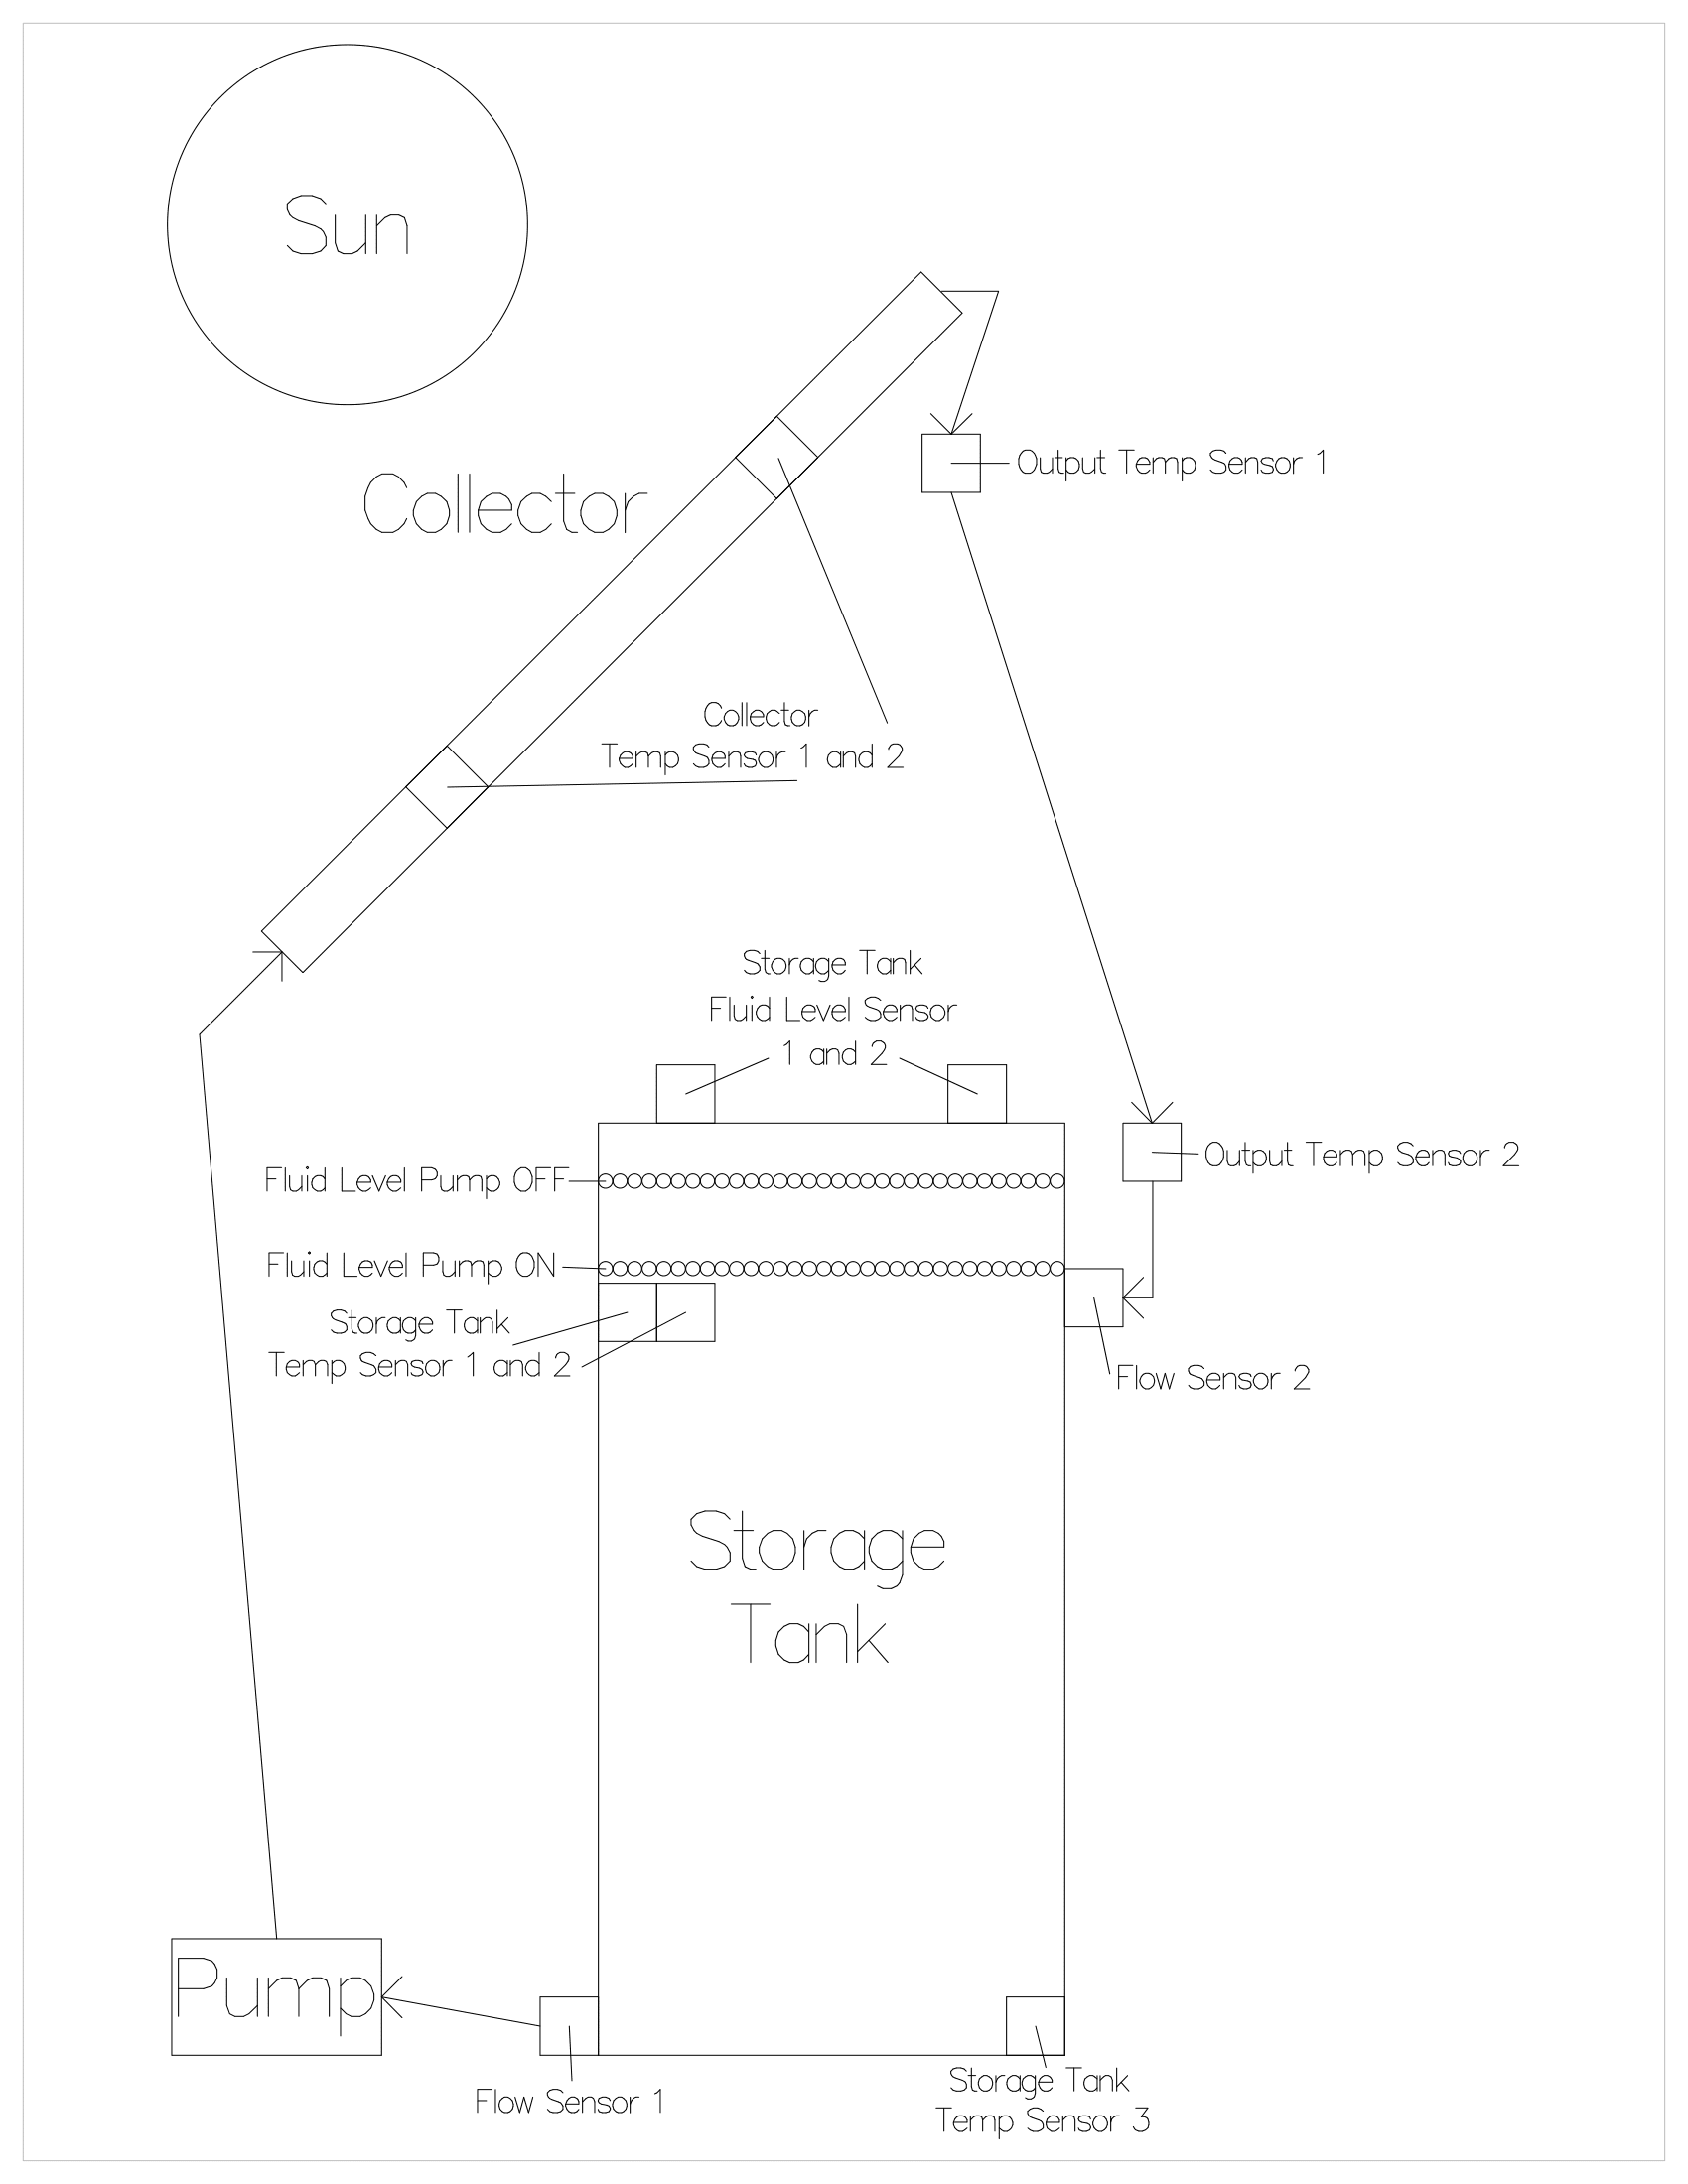 Sun
Collector
Output Temp Sensor 1
Collector
Temp Sensor 1 and 2
Storage Tank
Fluid Level Sensor
1 and 2
Fluid Level Pump OFF
Output Temp Sensor 2
Fluid Level Pump ON
Storage Tank
Temp Sensor 1 and 2
Flow Sensor 2
Storage
Tank
Pump
Flow Sensor 1
Storage Tank
Temp Sensor 3